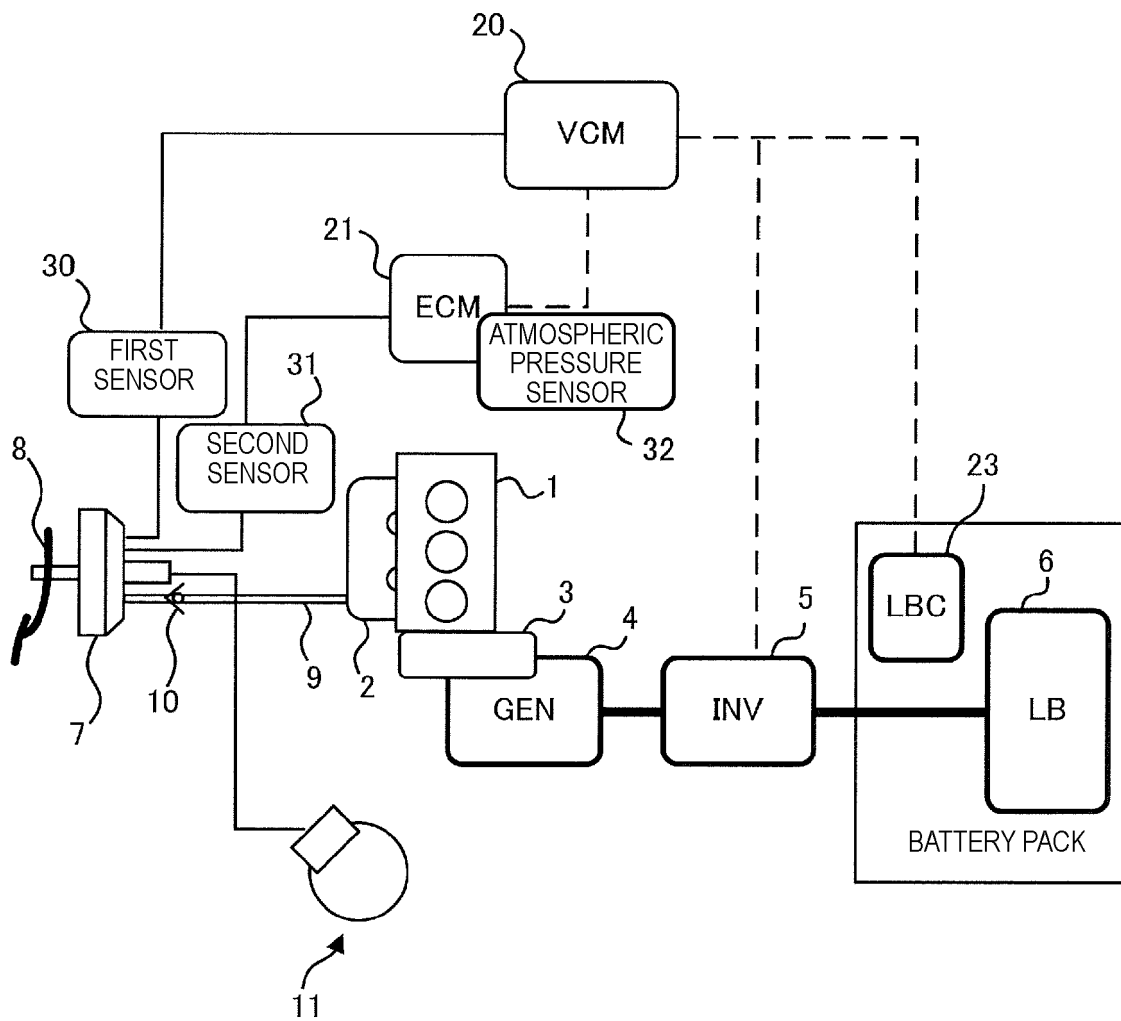 20
VCM
21
ECM
30
FIRST
SENSOR
ATMOSPHERIC
PRESSURE
SENSOR
31
32
SECOND
SENSOR
8
1
23
LBC
6
3
4
5
10
9
2
7
GEN
INV
LB
BATTERY PACK
11